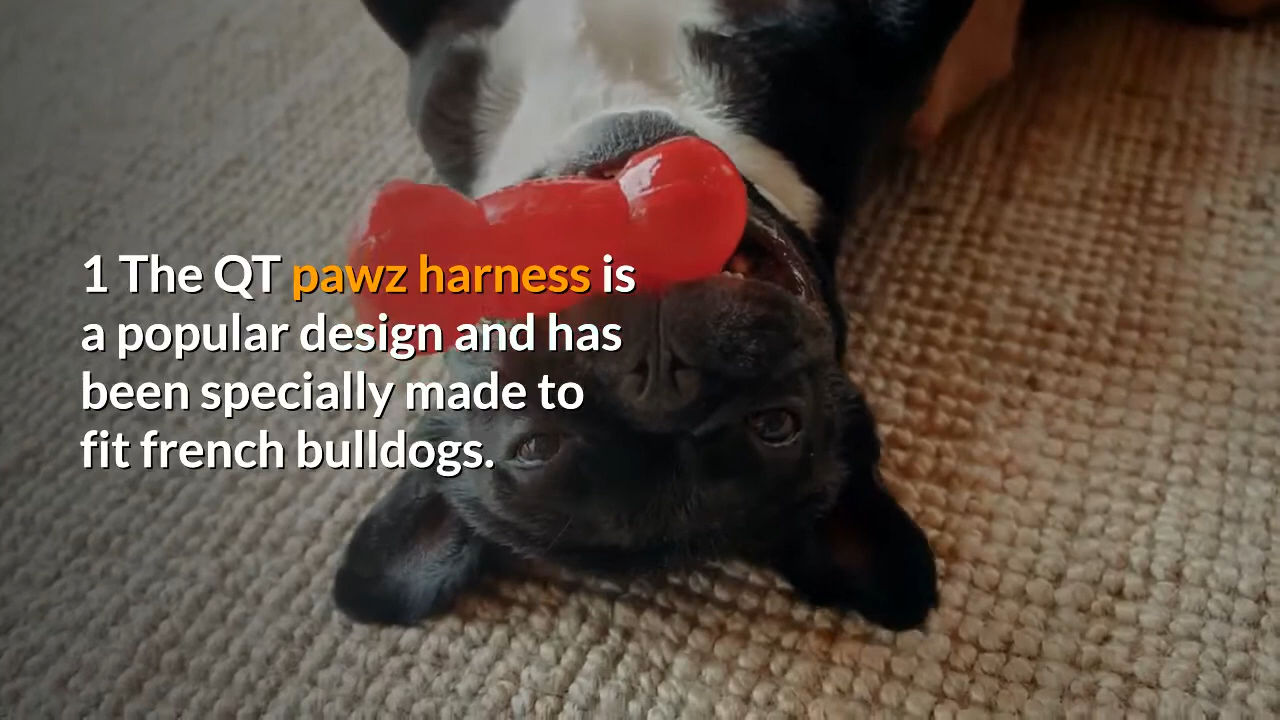 1 The QT pawz harness is
a popular design and has
been specially made to
fit french bulldogs.